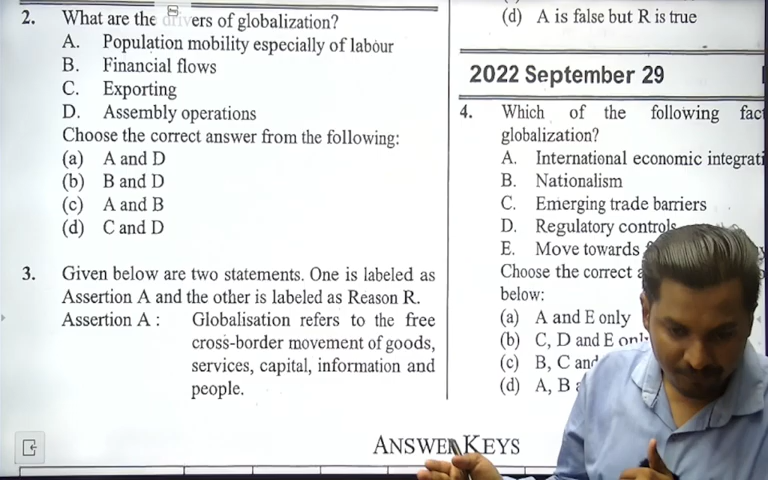 2. What are the drivers of globalization?
A. Population mobility especially of labour
B. Financial flows
C. Exporting
D. Assembly operations
Choose the correct answer from the following:
(a) A and D
(b) B and D
(c) A and B
(d) C and D
3. Given below are two statements. One is labeled as
Assertion A and the other is labeled as Reason R.
Assertion A : Globalisation refers to the free
cross-border movement of goods,
services, capital, information and
people.
(d) A is false but R is true
2022 September 29
4. Which of the following
globalization?
A. International economic
B. Nationalism
C. Emerging trade barriers
D. Regulatory controls
E. Move towards
Choose the correct
below:
(a) A and E only
(b) C, D and E only
(c) B, C and
(d) A, B
ANSWER KEYS